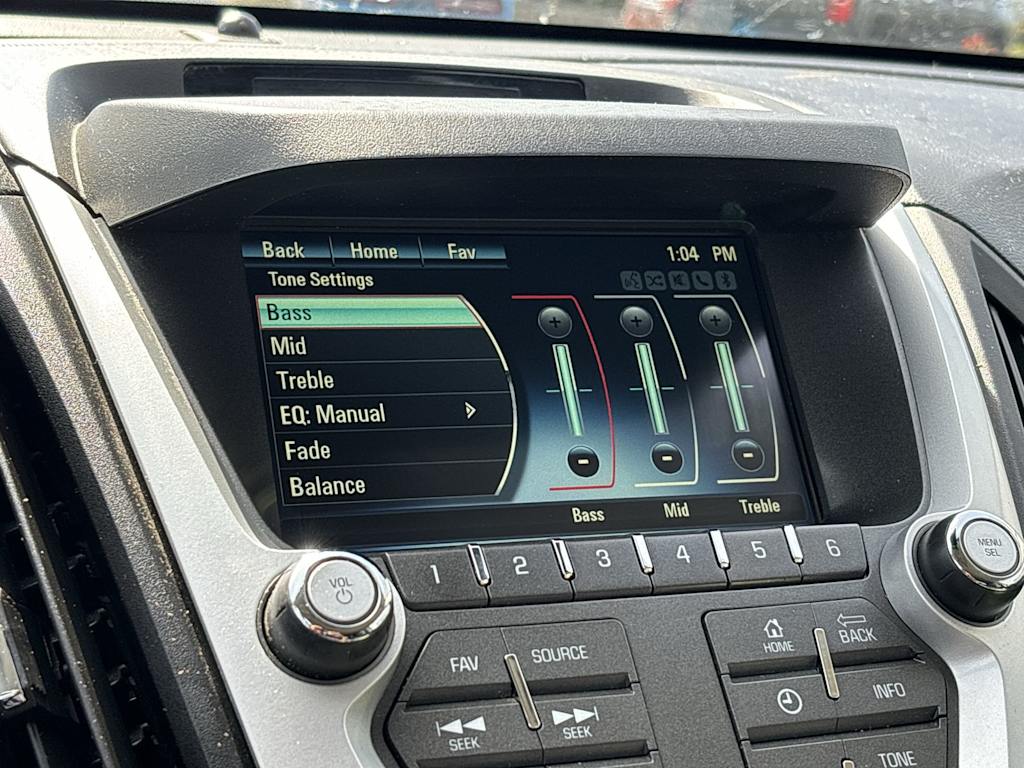 Back Home Fav 1:04 PM
Tone Settings
Bass
Mid
Treble
EQ: Manual
Fade
Balance
+ + +
- - -
Bass Mid Treble
1 2 3 4 5 6
VOL
MENU
SEL
FAV SOURCE
HOME BACK
INFO
SEEK SEEK
TONE